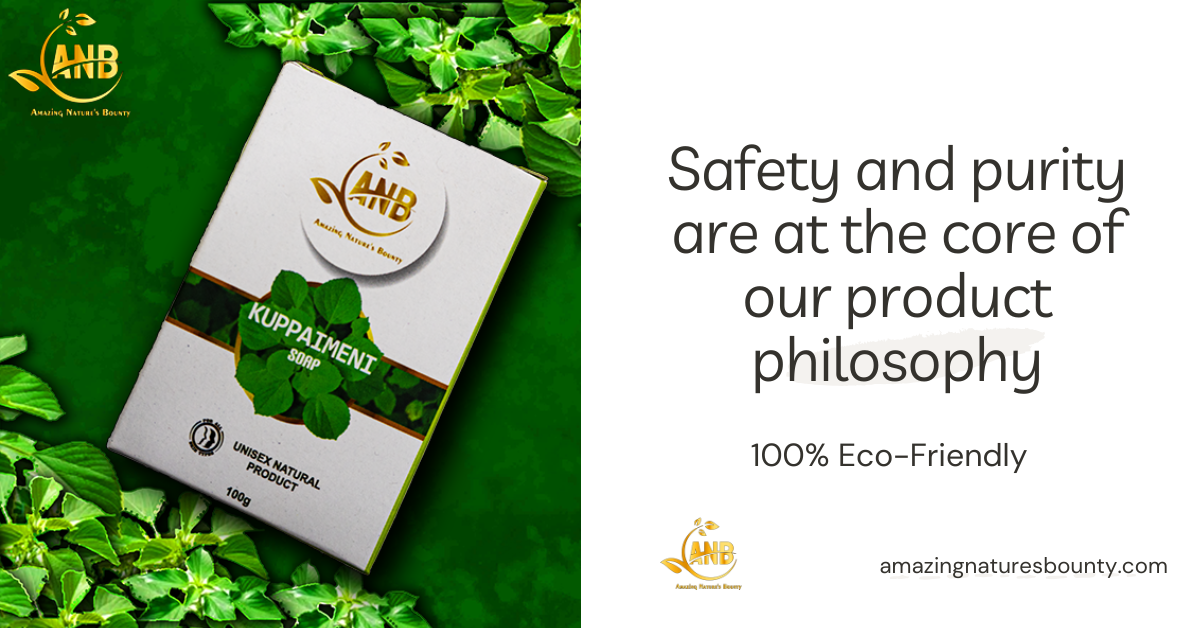 ANB
Amazing Nature's Bounty
ANB
Amazing Nature's Bounty
KUPPAIMENI
SOAP
UNISEX NATURAL
PRODUCT
100g
Safety and purity
are at the core of
our product
philosophy
100% Eco-Friendly
ANB
Amazing Nature's Bounty
amazingnaturesbounty.com